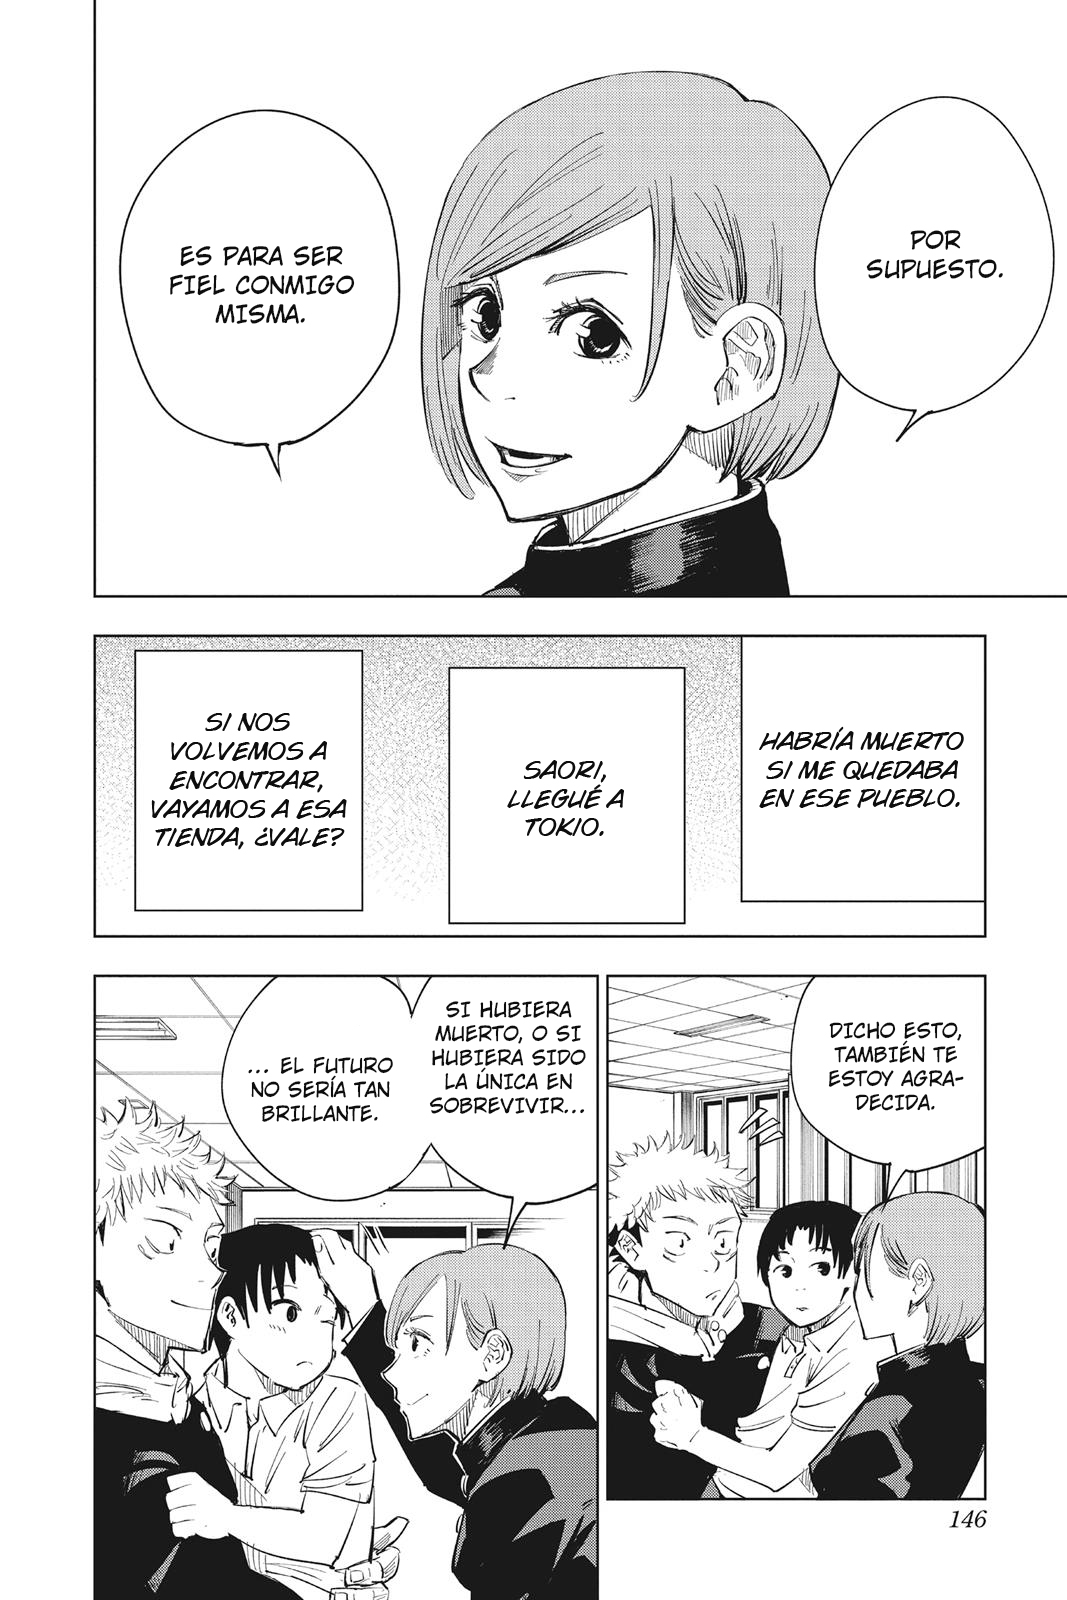 POR
SUPUESTO.
ES PARA SER
FIEL CONMIGO
MISMA.
HABRÍA MUERTO
SI ME QUEDABA
EN ESE PUEBLO.
SAORI,
LLEGUÉ A
TOKIO.
SI NOS
VOLVEMOS A
ENCONTRAR,
VAYAMOS A ESA
TIENDA, ¿VALE?
DICHO ESTO,
TAMBIÉN TE
ESTOY AGRA-
DECIDA.
SI HUBIERA
MUERTO, O SI
HUBIERA SIDO
LA ÚNICA EN
SOBREVIVIR...
... EL FUTURO
NO SERÍA TAN
BRILLANTE.
146